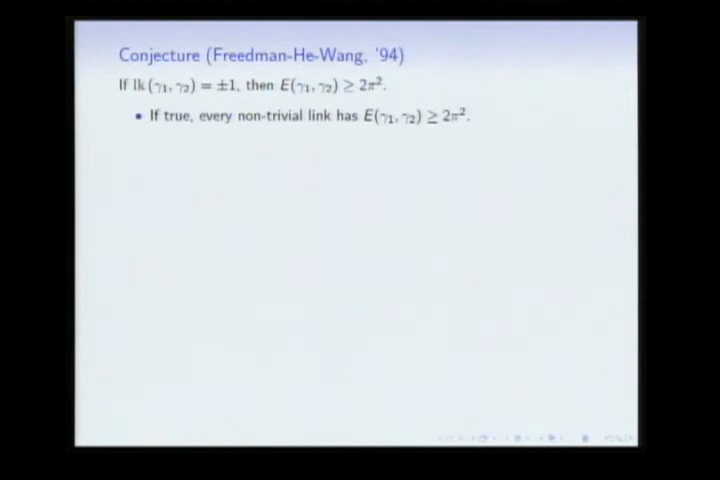 Conjecture (Freedman-He-Wang, '94)
If lk(γ₁, γ₂) = ±1, then E(γ₁, γ₂) ≥ 2π².
• If true, every non-trivial link has E(γ₁, γ₂) ≥ 2π².